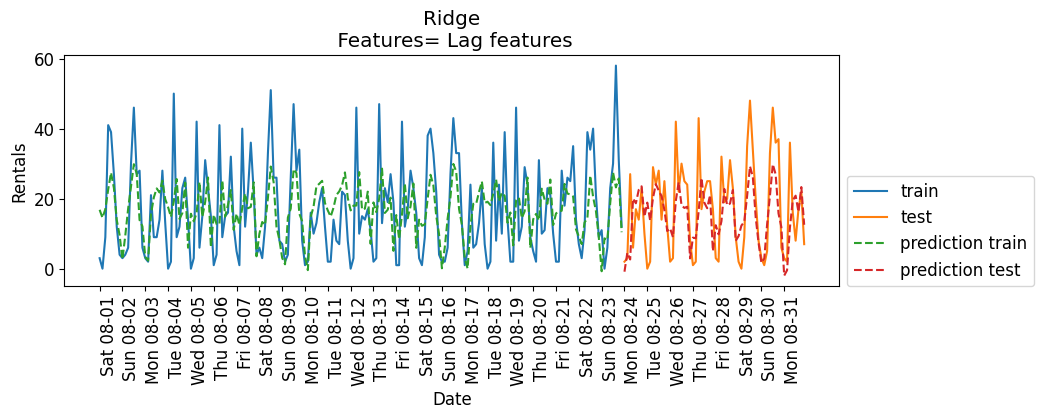 Ridge
Features= Lag features
Rentals
60
40
20
0
Sat 08-01
Sun 08-02
Mon 08-03
Tue 08-04
Wed 08-05
Thu 08-06
Fri 08-07
Sat 08-08
Sun 08-09
Mon 08-10
Tue 08-11
Wed 08-12
Thu 08-13
Fri 08-14
Sat 08-15
Sun 08-16
Mon 08-17
Tue 08-18
Wed 08-19
Thu 08-20
Fri 08-21
Sat 08-22
Sun 08-23
Mon 08-24
Tue 08-25
Wed 08-26
Thu 08-27
Fri 08-28
Sat 08-29
Sun 08-30
Mon 08-31
Date
train
test
prediction train
prediction test